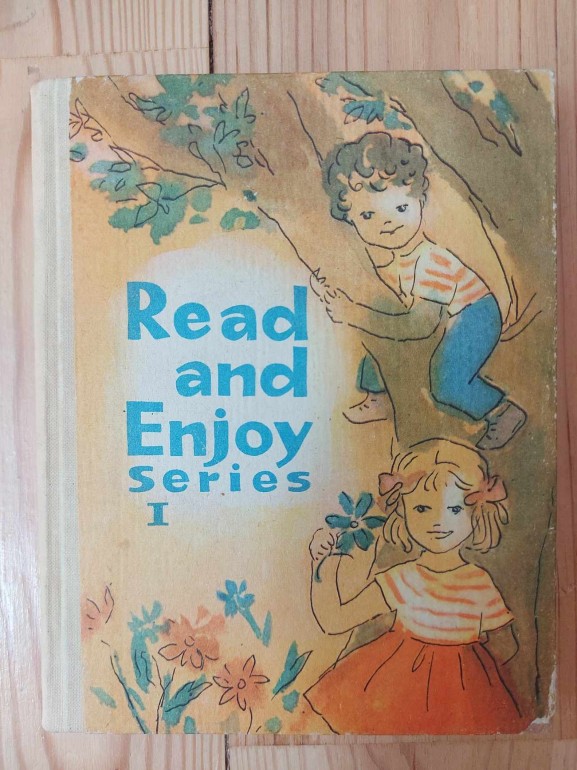 Read
and
Enjoy
Series
I